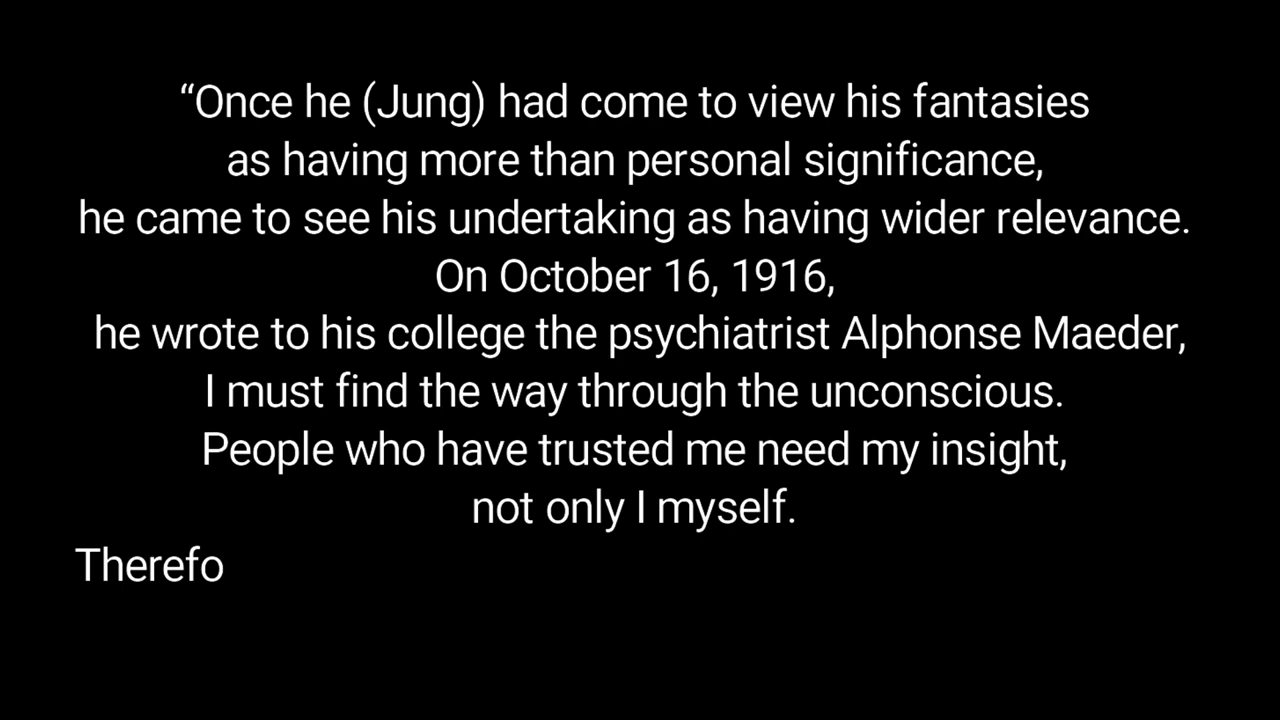 “Once he (Jung) had come to view his fantasies
as having more than personal significance,
he came to see his undertaking as having wider relevance.
On October 16, 1916,
he wrote to his college the psychiatrist Alphonse Maeder,
I must find the way through the unconscious.
People who have trusted me need my insight,
not only I myself.
Therefo